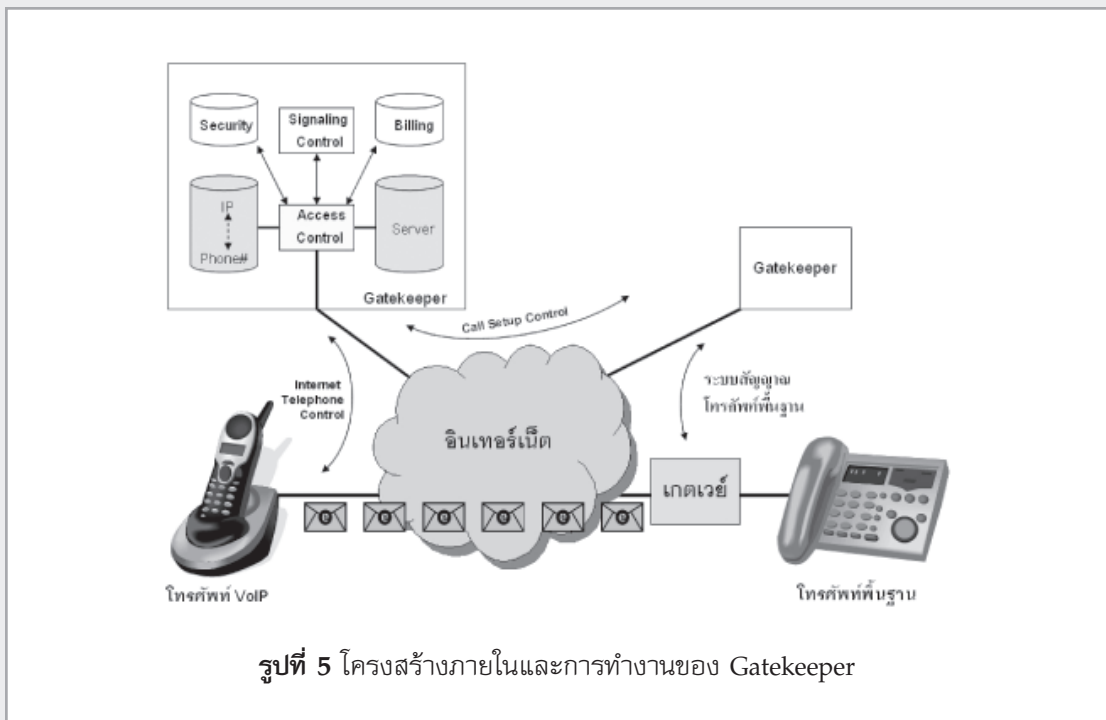 Security
Signaling
Control
Billing
IP
Phone#
Access
Control
Server
Gatekeeper
Gatekeeper
Call Setup Control
Internet
Telephone
Control
ระบบสัญญาณ
โทรศัพท์พื้นฐาน
อินเทอร์เน็ต
เกตเวย์
e
e
e
e
e
e
โทรศัพท์ VoIP
โทรศัพท์พื้นฐาน
รูปที่ 5 โครงสร้างภายในและการทำงานของ Gatekeeper